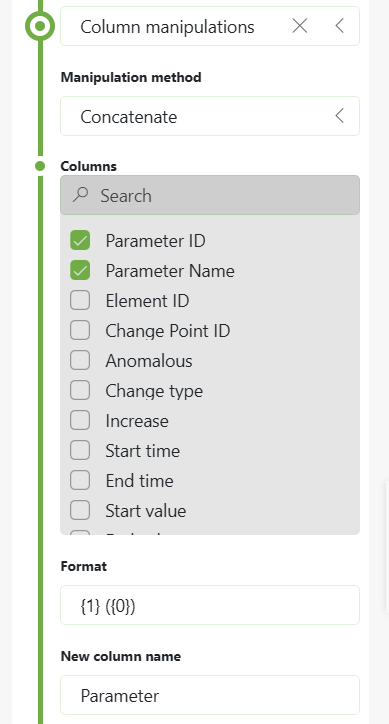 Column manipulations
Manipulation method
Concatenate
Columns
Search
Parameter ID
Parameter Name
Element ID
Change Point ID
Anomalous
Change type
Increase
Start time
End time
Start value
Format
{1} ({0})
New column name
Parameter